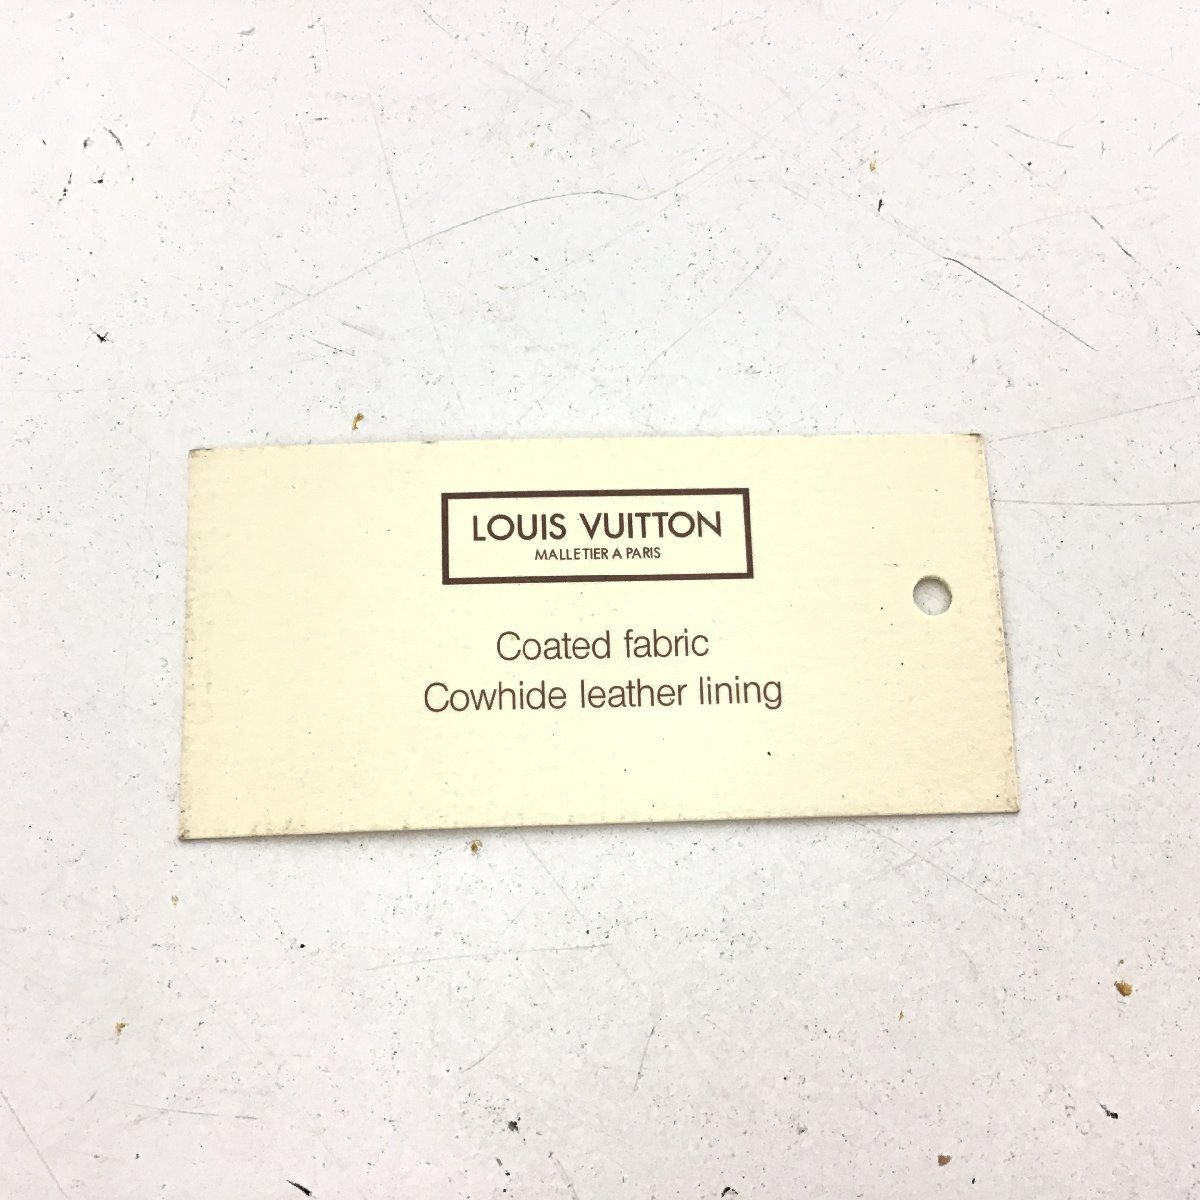 LOUIS VUITTON
MALLETIER A PARIS
Coated fabric
Cowhide leather lining